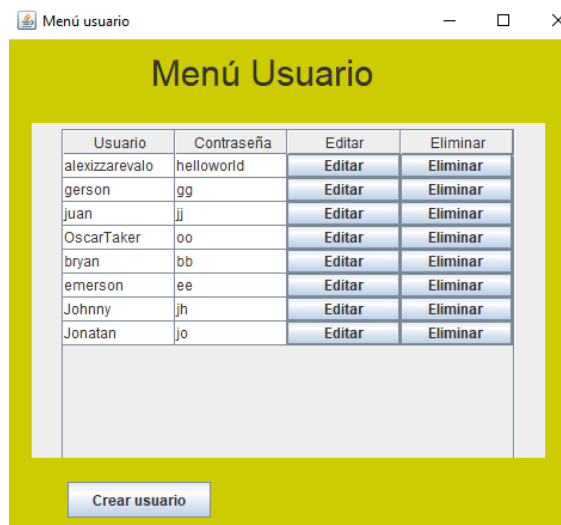 Menú usuario
Menú Usuario
Usuario Contraseña Editar Eliminar
alexizzarevalo helloworld Editar Eliminar
gerson gg Editar Eliminar
juan jj Editar Eliminar
OscarTaker oo Editar Eliminar
bryan bb Editar Eliminar
emerson ee Editar Eliminar
Johnny jh Editar Eliminar
Jonatan jo Editar Eliminar
Crear usuario